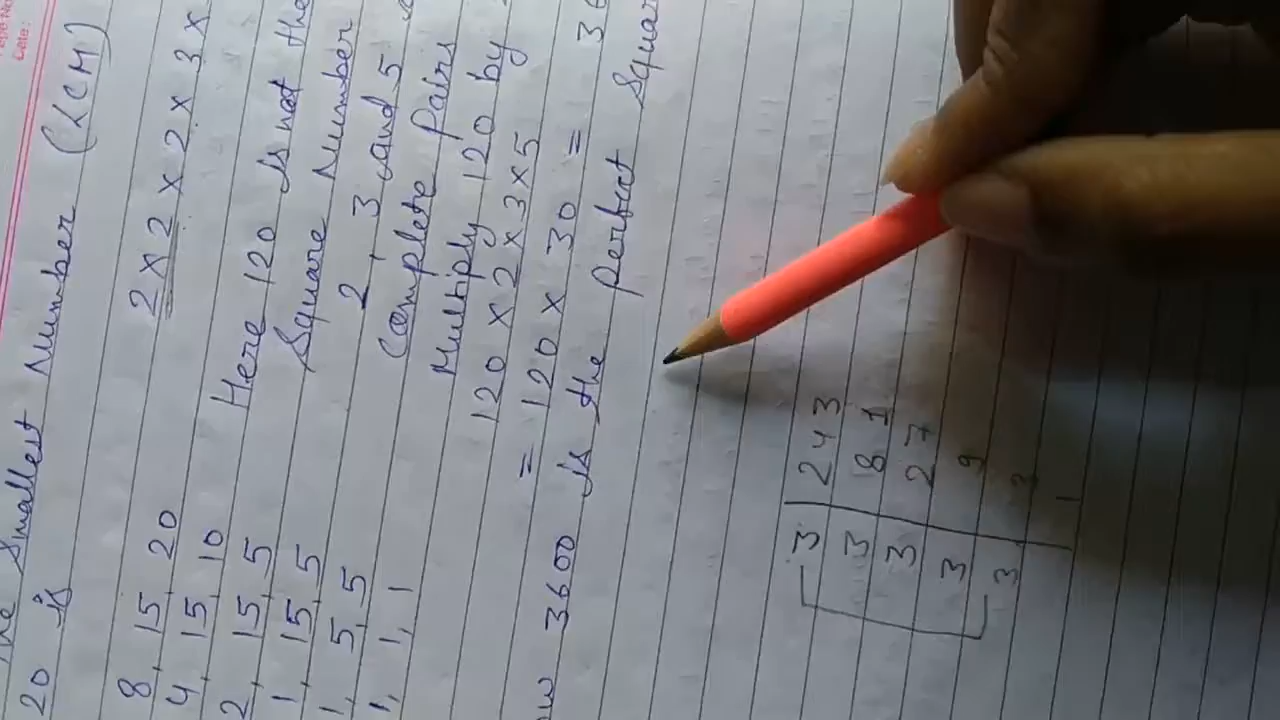 Date:
The Smallest Number (LCM)
20 is
8, 15, 20
4, 15, 10
2, 15, 5
1, 15, 5
1, 5, 5
1, 1, 1
2 x 2 x 2 x 3 x
Here 120 is not the
Square Number
2, 3 and 5
Complete Pairs
Multiply 120 by
120 x 2 x 3 x 5
= 120 x 30 = 36
3600 is the perfect Squar
3 243
3 81
3 27
3 9
3 3
1